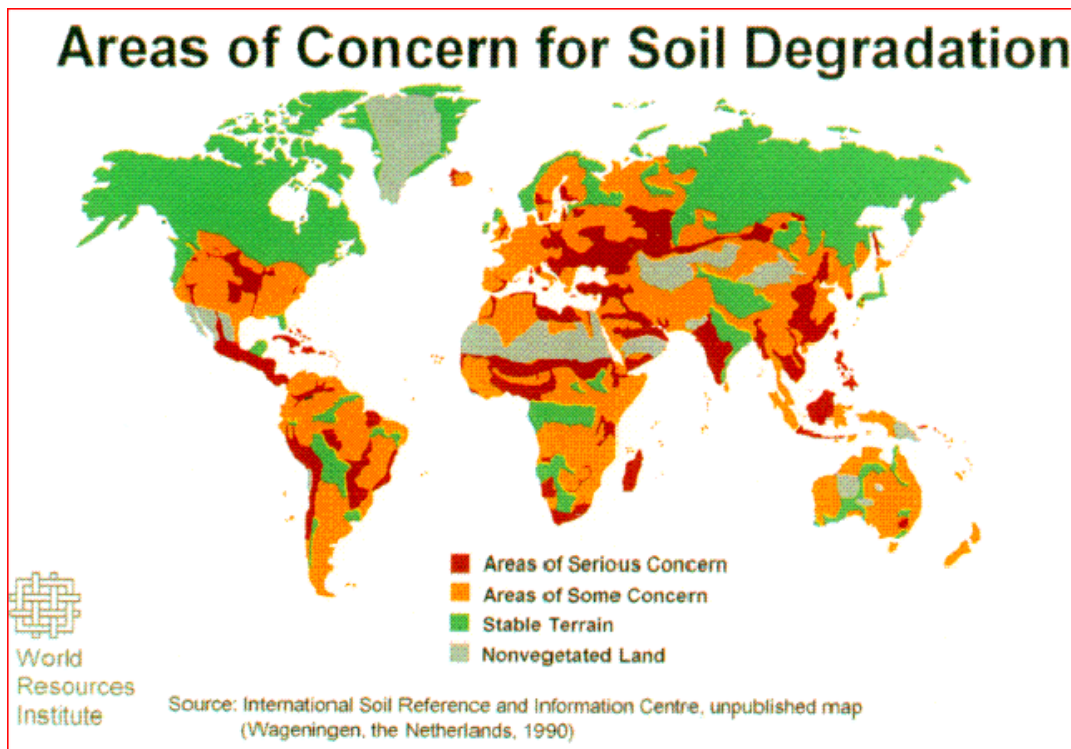 Areas of Concern for Soil Degradation
Areas of Serious Concern
Areas of Some Concern
Stable Terrain
Nonvegetated Land
World
Resources
Institute
Source: International Soil Reference and Information Centre, unpublished map
(Wageningen, the Netherlands, 1990)